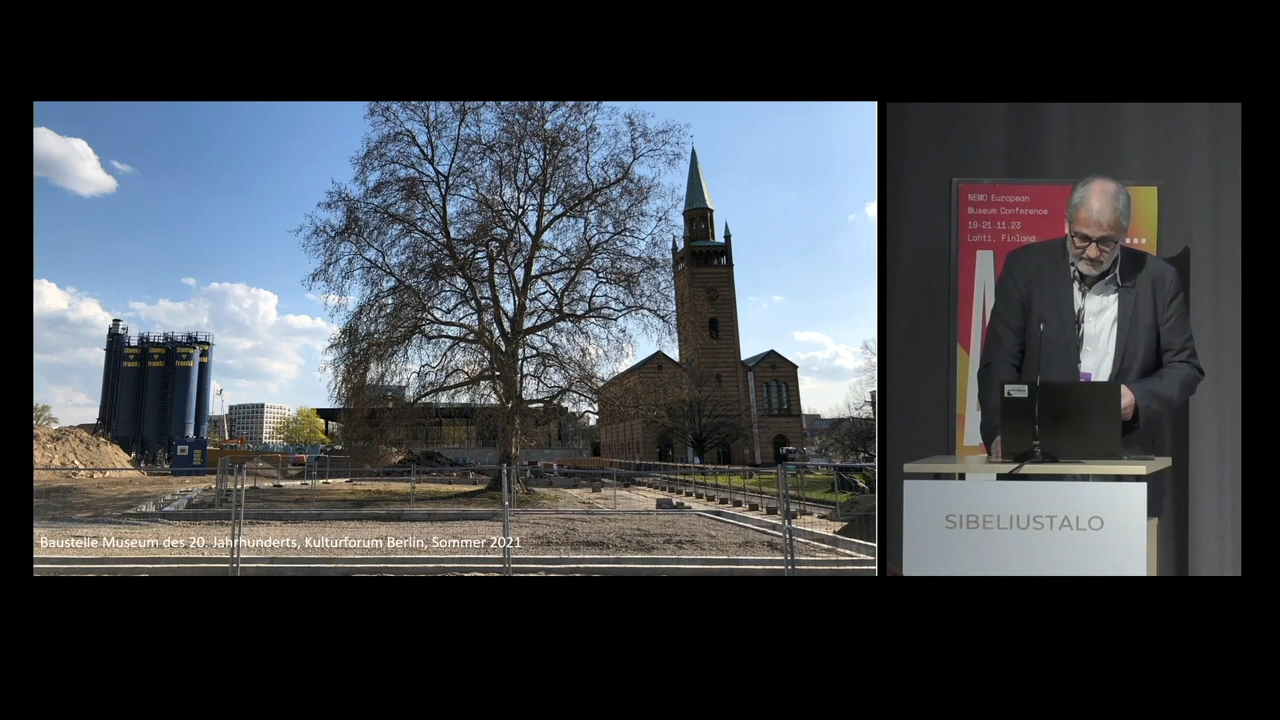 Baustelle Museum des 20. Jahrhunderts, Kulturforum Berlin, Sommer 2021
NEMO European
Museum Conference
19-21.11.23
Lahti, Finland
SIBELIUSTALO